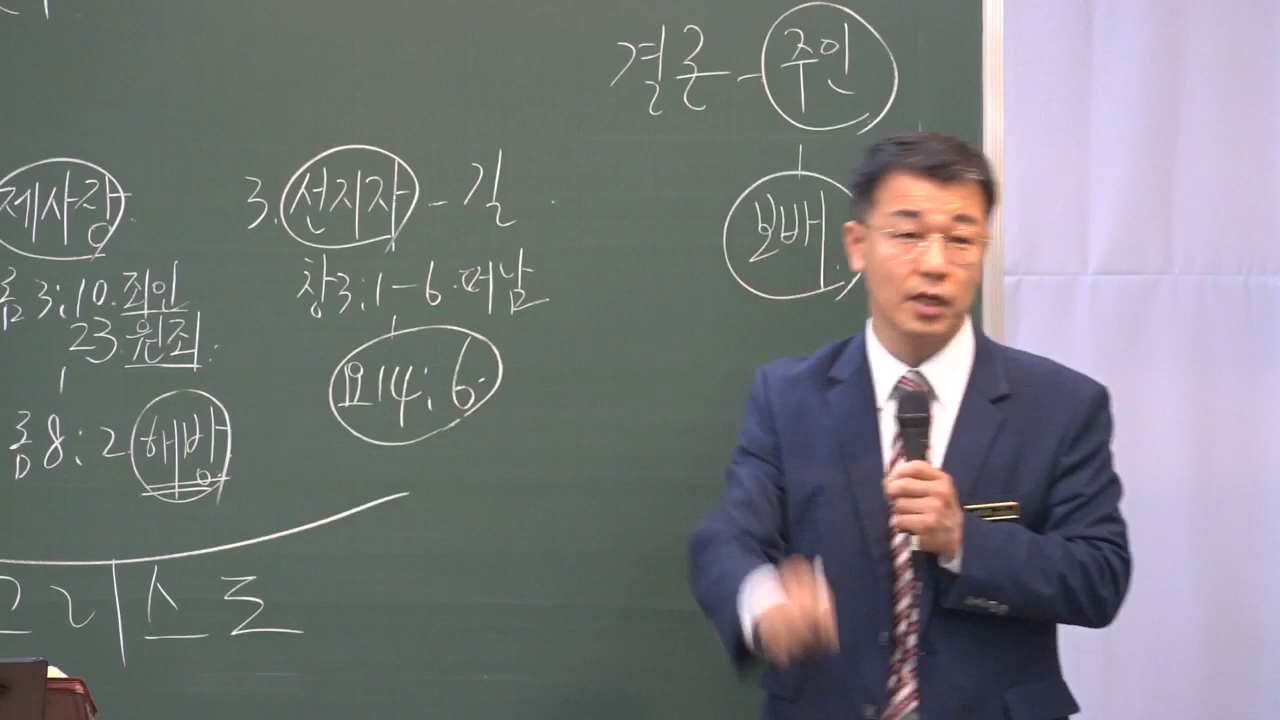 결론-주인
보배.
제사장.
3. 선지자 - 길.
롬3:10. 죄인
23. 원죄.
창3:1-6. 떠남
요14:6.
롬8:2. 해방.
그리스도